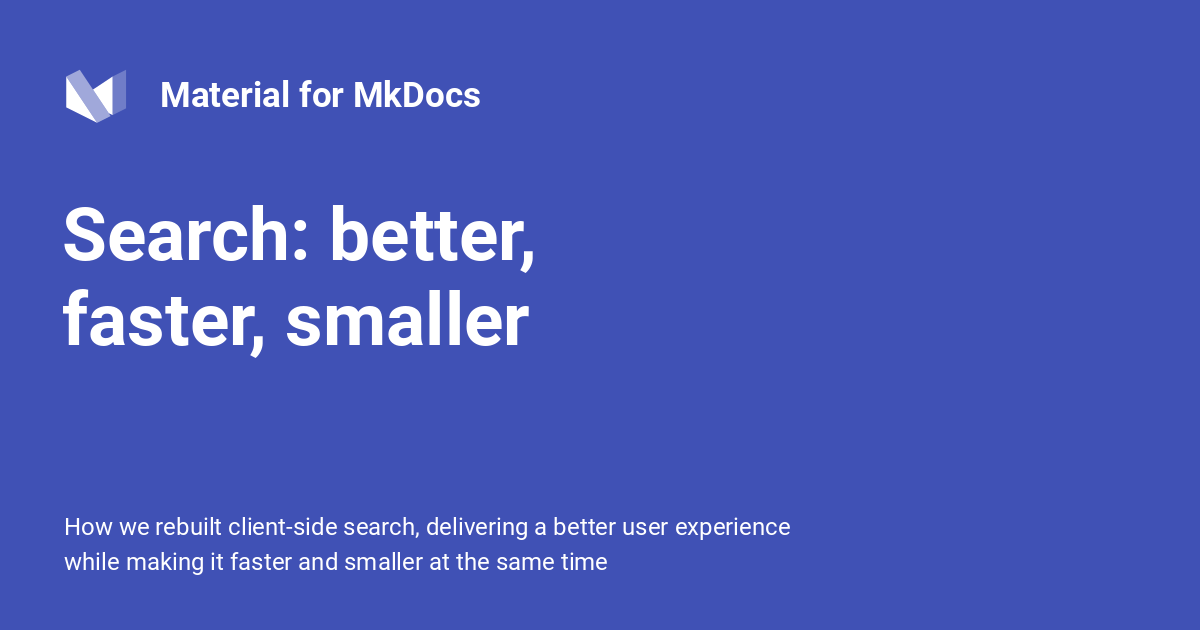 Material for MkDocs
Search: better,
faster, smaller
How we rebuilt client-side search, delivering a better user experience
while making it faster and smaller at the same time